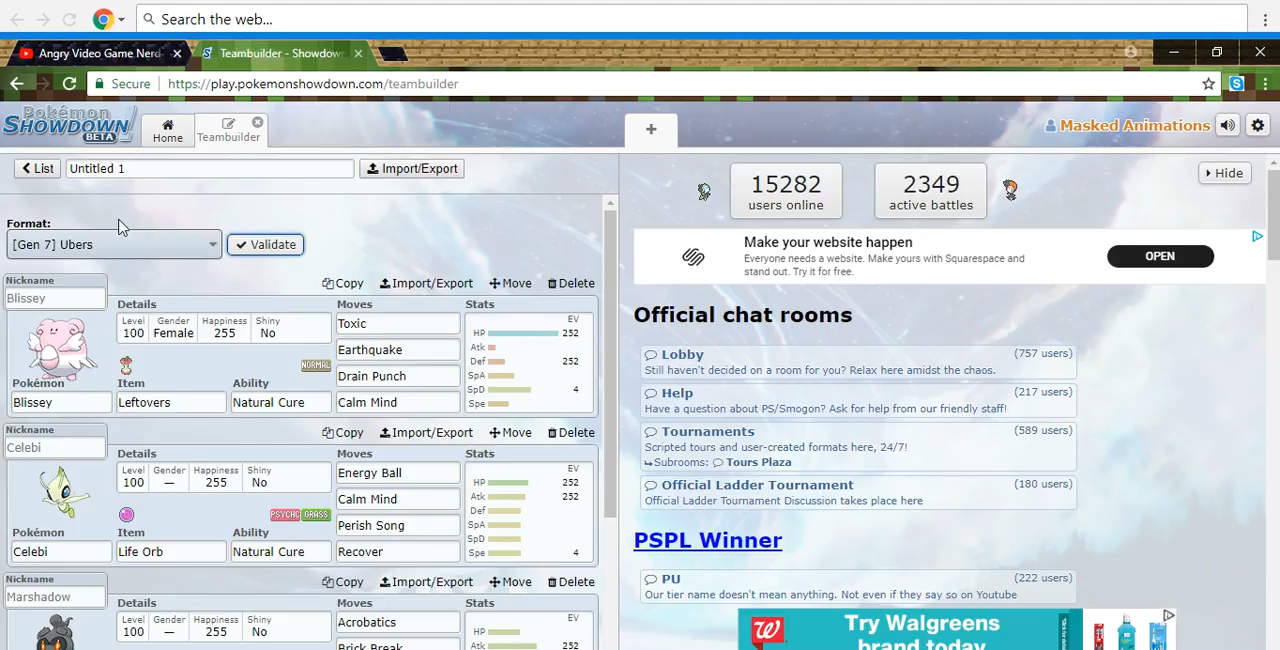 Search the web...
Angry Video Game Nerd
Teambuilder - Showdown
Secure
https://play.pokemonshowdown.com/teambuilder
Pokémon
SHOWDOWN
BETA
Home
Teambuilder
Masked Animations
List
Untitled 1
Import/Export
15282
users online
2349
active battles
Hide
Format:
[Gen 7] Ubers
Validate
Make your website happen
Everyone needs a website. Make yours with Squarespace and
stand out. Try it for free.
OPEN
Nickname
Blissey
Copy Import/Export Move Delete
Details
Level Gender Happiness Shiny
100 Female 255 No
NORMAL
Pokémon Item Ability
Blissey Leftovers Natural Cure
Moves
Toxic
Earthquake
Drain Punch
Calm Mind
Stats
EV
HP 252
Atk
Def 252
SpA
SpD 4
Spe
Nickname
Celebi
Copy Import/Export Move Delete
Details
Level Gender Happiness Shiny
100 — 255 No
PSYCHC GRASS
Pokémon Item Ability
Celebi Life Orb Natural Cure
Moves
Energy Ball
Calm Mind
Perish Song
Recover
Stats
EV
HP 252
Atk 252
Def
SpA
SpD
Spe 4
Nickname
Marshadow
Copy Import/Export Move Delete
Details
Level Gender Happiness Shiny
100 — 255 No
Moves
Acrobatics
Brick Break
Stats
EV
HP
Atk 252
Official chat rooms
Lobby (757 users)
Still haven't decided on a room for you? Relax here amidst the chaos.
Help (217 users)
Have a question about PS/Smogon? Ask for help from our friendly staff!
Tournaments (589 users)
Scripted tours and user-created formats here, 24/7!
Subrooms: Tours Plaza
Official Ladder Tournament (180 users)
Official Ladder Tournament Discussion takes place here
PSPL Winner
PU (222 users)
Our tier name doesn't mean anything. Not even if they say so on Youtube
W
Try Walgreens
brand today